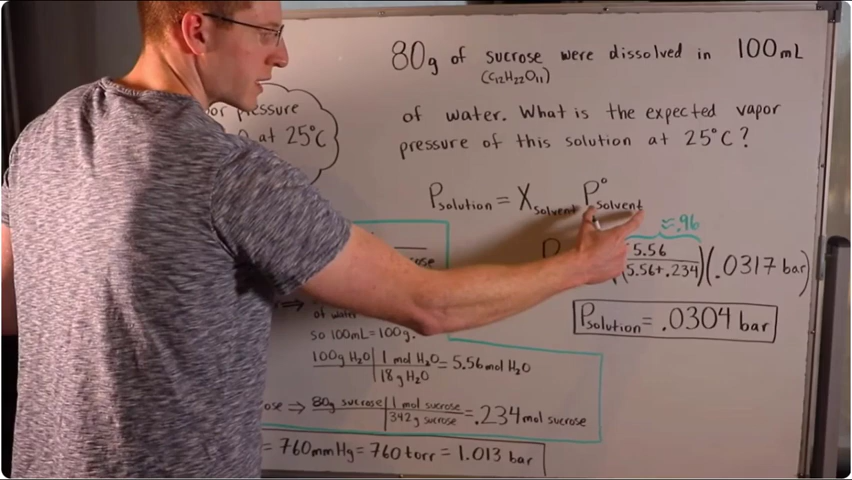 80g of sucrose were dissolved in 100mL
(C₁₂H₂₂O₁₁)
of water. What is the expected vapor
pressure of this solution at 25°C?
pressure
at 25°C
Psolution = Xsolvent P°solvent
≈.96
P
(5.56 / 5.56+.234)(.0317 bar)
Psolution = .0304 bar
of water
so 100mL=100g.
100g H₂O | 1 mol H₂O / 18g H₂O = 5.56 mol H₂O
⇒ 80g sucrose | 1 mol sucrose / 342g sucrose = .234 mol sucrose
= 760mmHg = 760 torr = 1.013 bar